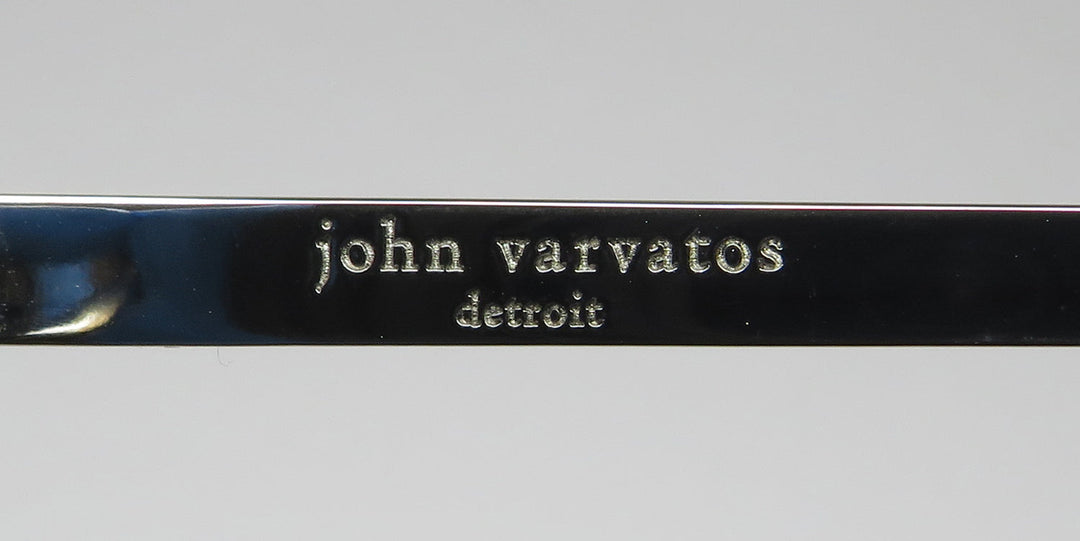 john varvatos
detroit